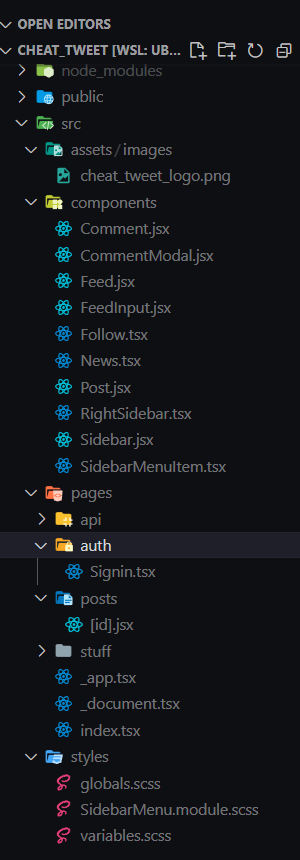 OPEN EDITORS
CHEAT_TWEET [WSL: UB...
node_modules
public
src
assets/images
cheat_tweet_logo.png
components
Comment.jsx
CommentModal.jsx
Feed.jsx
FeedInput.jsx
Follow.tsx
News.tsx
Post.jsx
RightSidebar.tsx
Sidebar.jsx
SidebarMenuItem.tsx
pages
api
auth
Signin.tsx
posts
[id].jsx
stuff
_app.tsx
_document.tsx
index.tsx
styles
globals.scss
SidebarMenu.module.scss
variables.scss